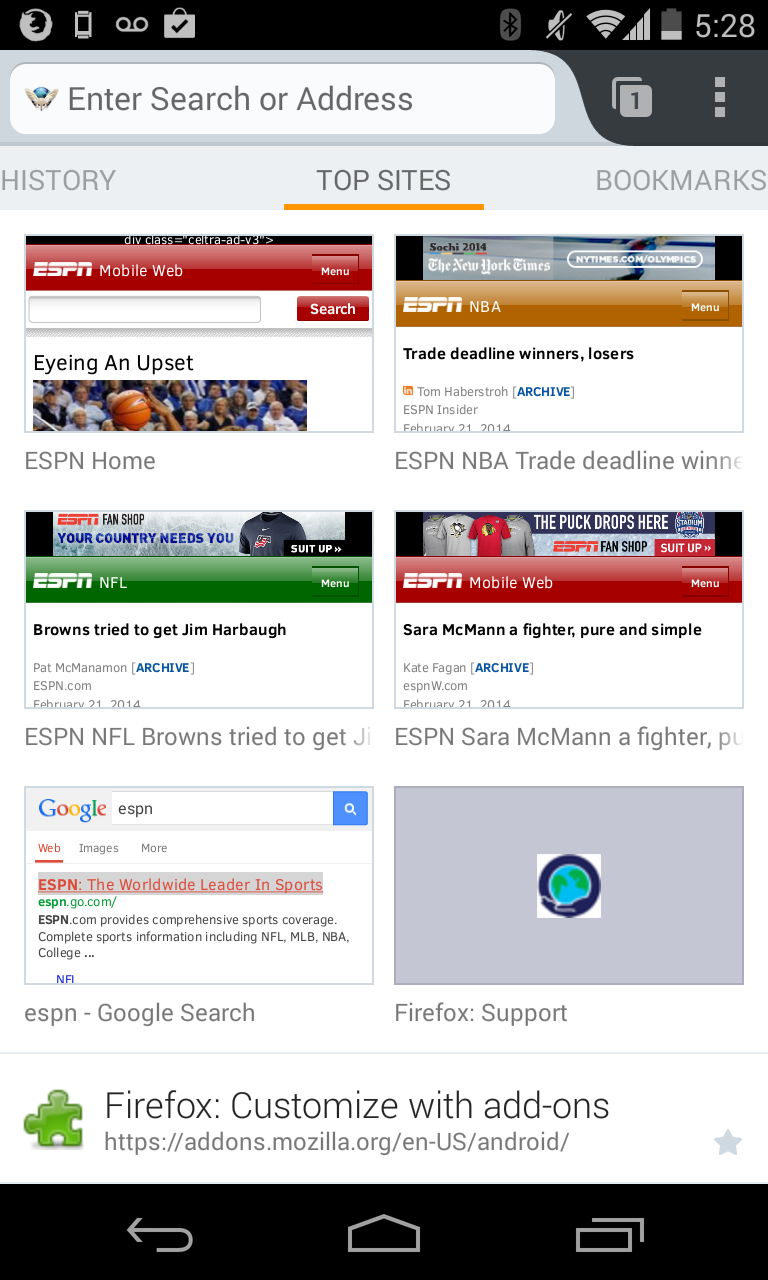 5:28
Enter Search or Address
1
HISTORY
TOP SITES
BOOKMARKS
div class="celtra-ad-v3">
ESPN Mobile Web
Menu
Search
Eyeing An Upset
ESPN Home
Sochi 2014
The New York Times
NYTIMES.COM/OLYMPICS
ESPN NBA
Menu
Trade deadline winners, losers
in Tom Haberstroh [ARCHIVE]
ESPN Insider
February 21, 2014
ESPN NBA Trade deadline winne
ESPN FAN SHOP
YOUR COUNTRY NEEDS YOU
SUIT UP »
ESPN NFL
Menu
Browns tried to get Jim Harbaugh
Pat McManamon [ARCHIVE]
ESPN.com
February 21, 2014
ESPN NFL Browns tried to get Ji
THE PUCK DROPS HERE
STADIUM
ESPN FAN SHOP
SUIT UP »
ESPN Mobile Web
Menu
Sara McMann a fighter, pure and simple
Kate Fagan [ARCHIVE]
espnW.com
February 21, 2014
ESPN Sara McMann a fighter, pu
Google espn
Web Images More
ESPN: The Worldwide Leader In Sports
espn.go.com/
ESPN.com provides comprehensive sports coverage.
Complete sports information including NFL, MLB, NBA,
College ...
NFL
espn - Google Search
Firefox: Support
Firefox: Customize with add-ons
https://addons.mozilla.org/en-US/android/